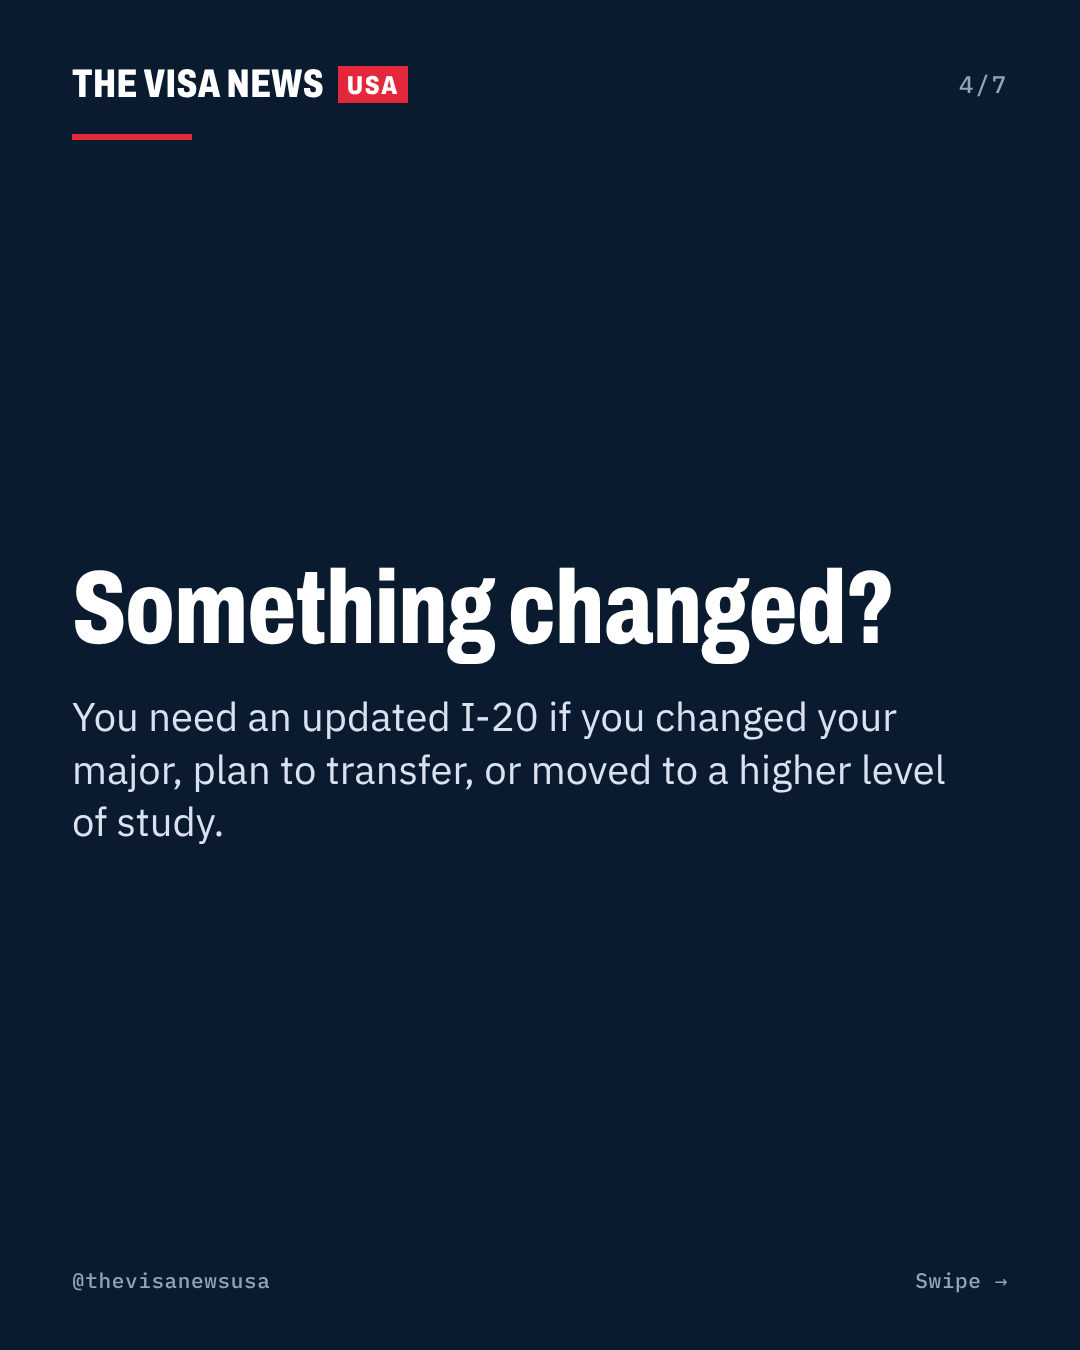 THE VISA NEWS USA
4/7
Something changed?
You need an updated I-20 if you changed your
major, plan to transfer, or moved to a higher level
of study.
@thevisanewsusa
Swipe →